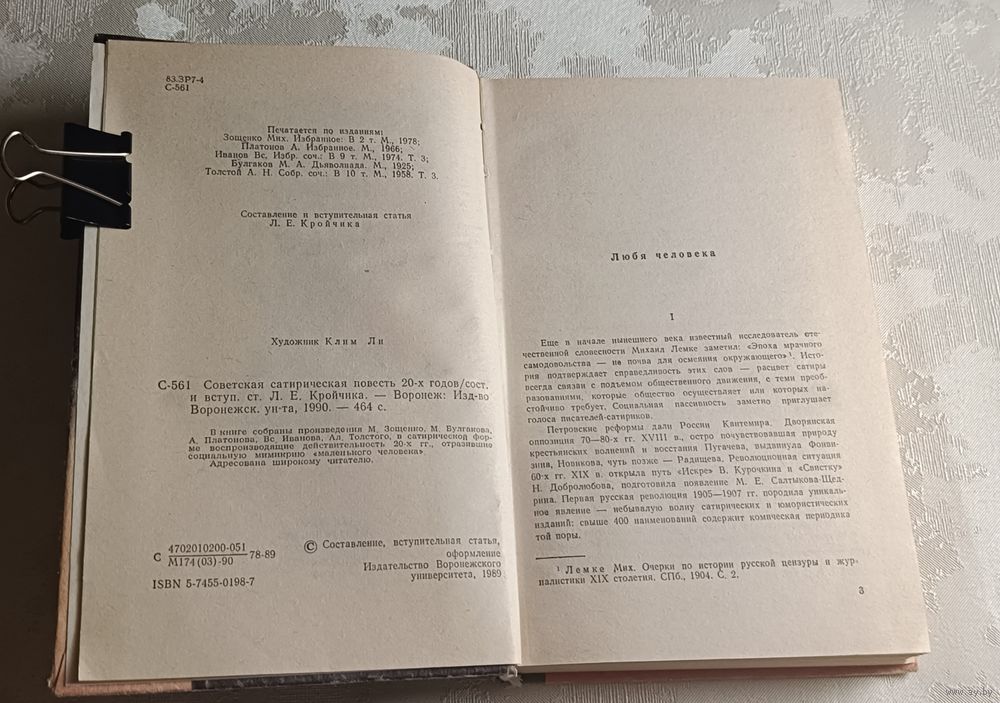 83.3Р7-4
С-561
Печатается по изданиям:
Зощенко Мих. Избранное: В 2 т. М., 1978;
Платонов А. Избранное. М., 1966;
Иванов Вс. Избр. соч.: В 9 т. М., 1974. Т. 3;
Булгаков М. А. Дьяволиада. М., 1925;
Толстой А. Н. Собр. соч.: В 10 т. М., 1958. Т. 3.
Составление и вступительная статья
Л. Е. Кройчика
Художник Клим Ли
С-561 Советская сатирическая повесть 20-х годов/сост.
и вступ. ст. Л. Е. Кройчика. — Воронеж: Изд-во
Воронежск. ун-та, 1990. — 464 с.
В книге собраны произведения М. Зощенко, М. Булгакова,
А. Платонова, Вс. Иванова, Ал. Толстого, в сатирической фор-
ме воспроизводящие действительность 20-х гг., отразившие
социальную мимикрию «маленького человека».
Адресована широкому читателю.
С 4702010200-051 78-89
М174(03)-90
ISBN 5-7455-0198-7
© Составление, вступительная статья,
оформление
Издательство Воронежского
университета, 1989
Любя человека
I
Еще в начале нынешнего века известный исследователь оте-
чественной словесности Михаил Лемке заметил: «Эпоха мрачного
самодовольства — не почва для осмеяния окружающего»¹. Исто-
рия подтверждает справедливость этих слов — расцвет сатиры
всегда связан с подъемом общественного движения, с теми преоб-
разованиями, которые общество осуществляет или которых на-
стойчиво требует. Социальная пассивность заметно приглушает
голоса писателей-сатириков.
Петровские реформы дали России Кантемира. Дворянская
оппозиция 70—80-х гг. XVIII в., остро почувствовавшая природу
крестьянских волнений и восстания Пугачева, выдвинула Фонви-
зина, Новикова, чуть позже — Радищева. Революционная ситуация
60-х гг. XIX в. открыла путь «Искре» В. Курочкина и «Свистку»
Н. Добролюбова, подготовила появление М. Е. Салтыкова-Щед-
рина. Первая русская революция 1905—1907 гг. породила уникаль-
ное явление — небывалую волну сатирических и юмористических
изданий: свыше 400 наименований содержит комическая периодика
той поры.
¹ Лемке Мих. Очерки по истории русской цензуры и жур-
налистики XIX столетия. СПб., 1904. С. 2.
3
www.ay.by